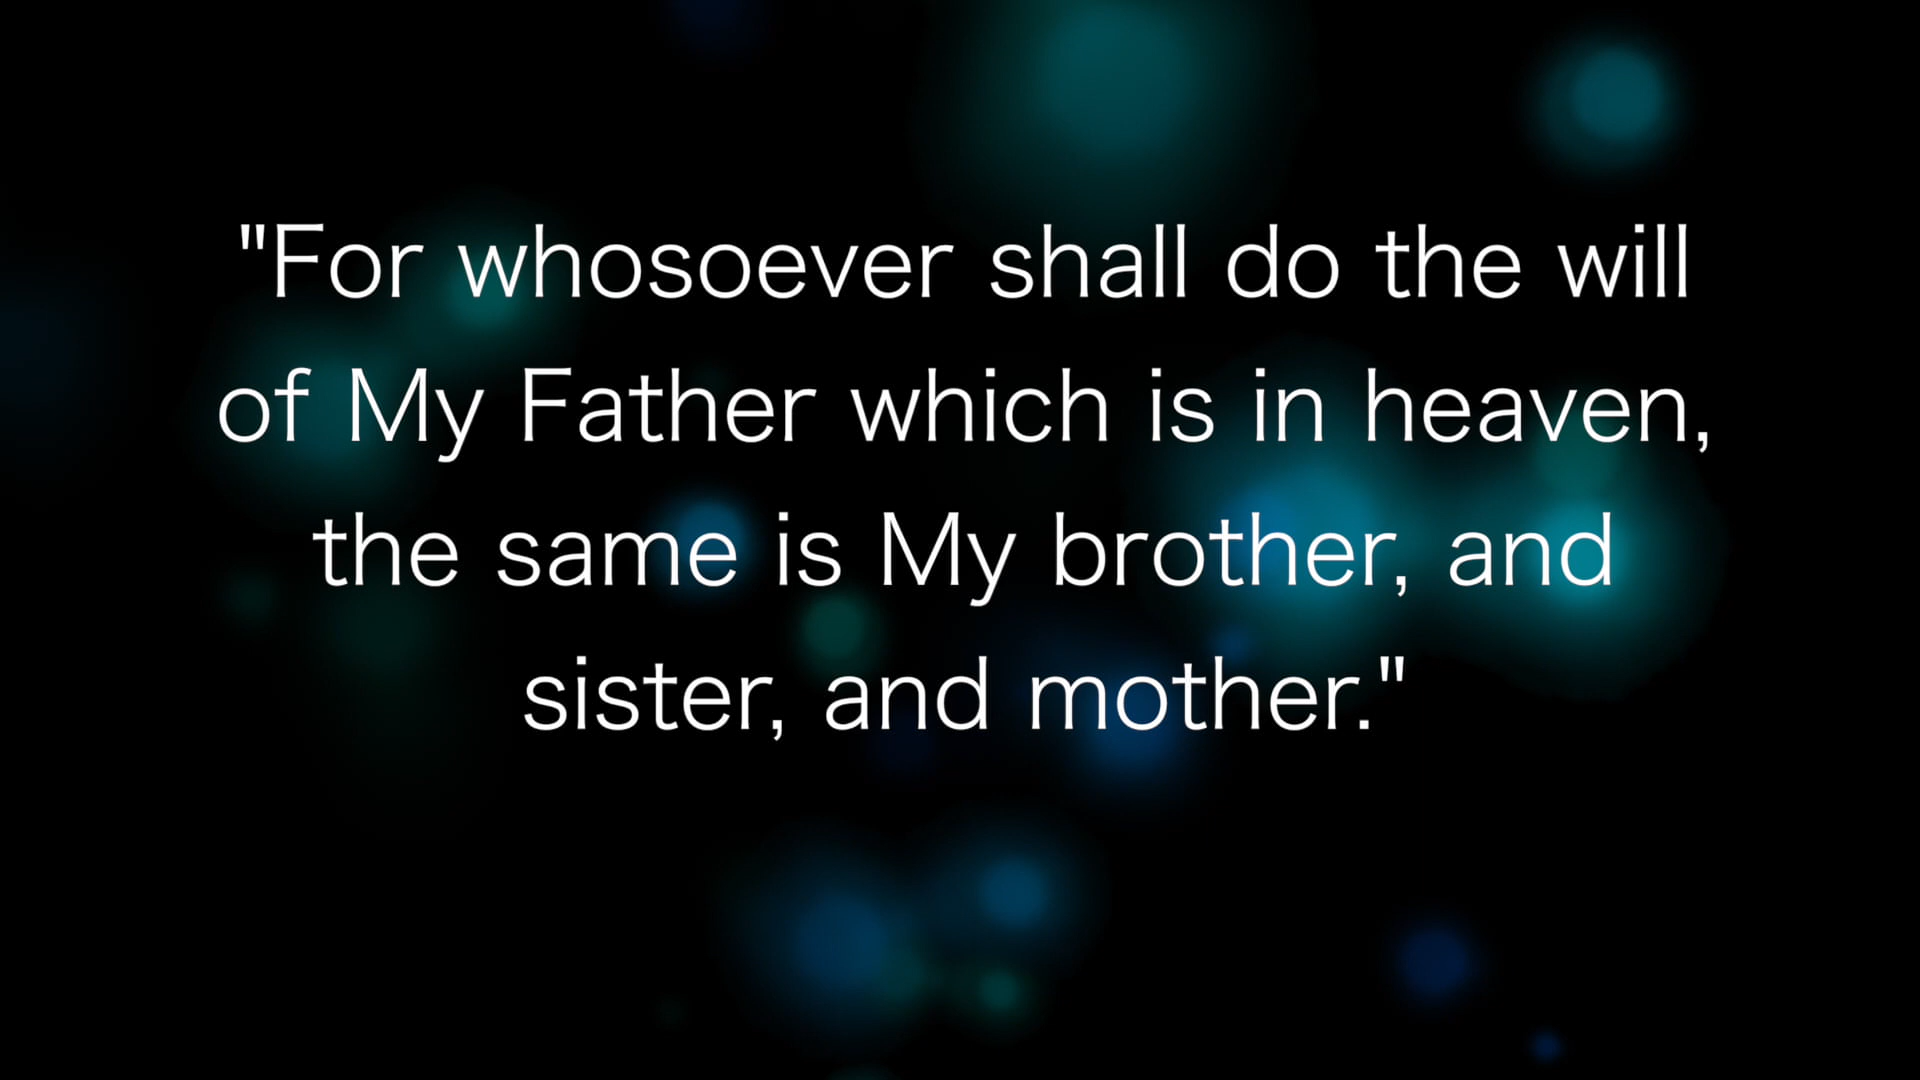 "For whosoever shall do the will
of My Father which is in heaven,
the same is My brother, and
sister, and mother."